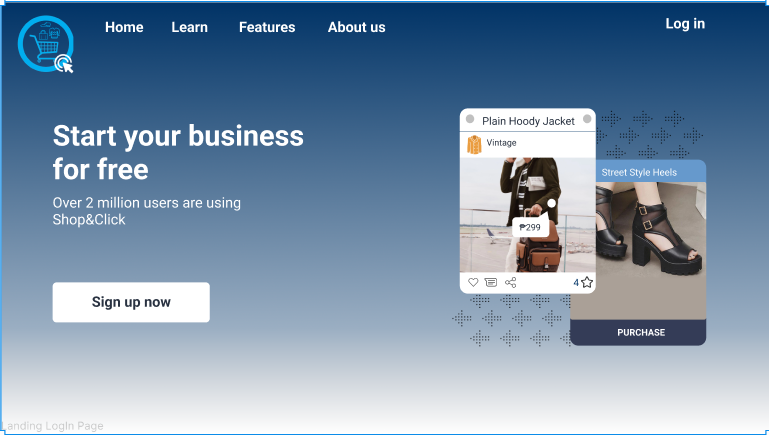 Home Learn Features About us Log in
Start your business
for free
Over 2 million users are using
Shop&Click
Sign up now
Plain Hoody Jacket
Vintage
₱299
4
Street Style Heels
PURCHASE
Landing LogIn Page